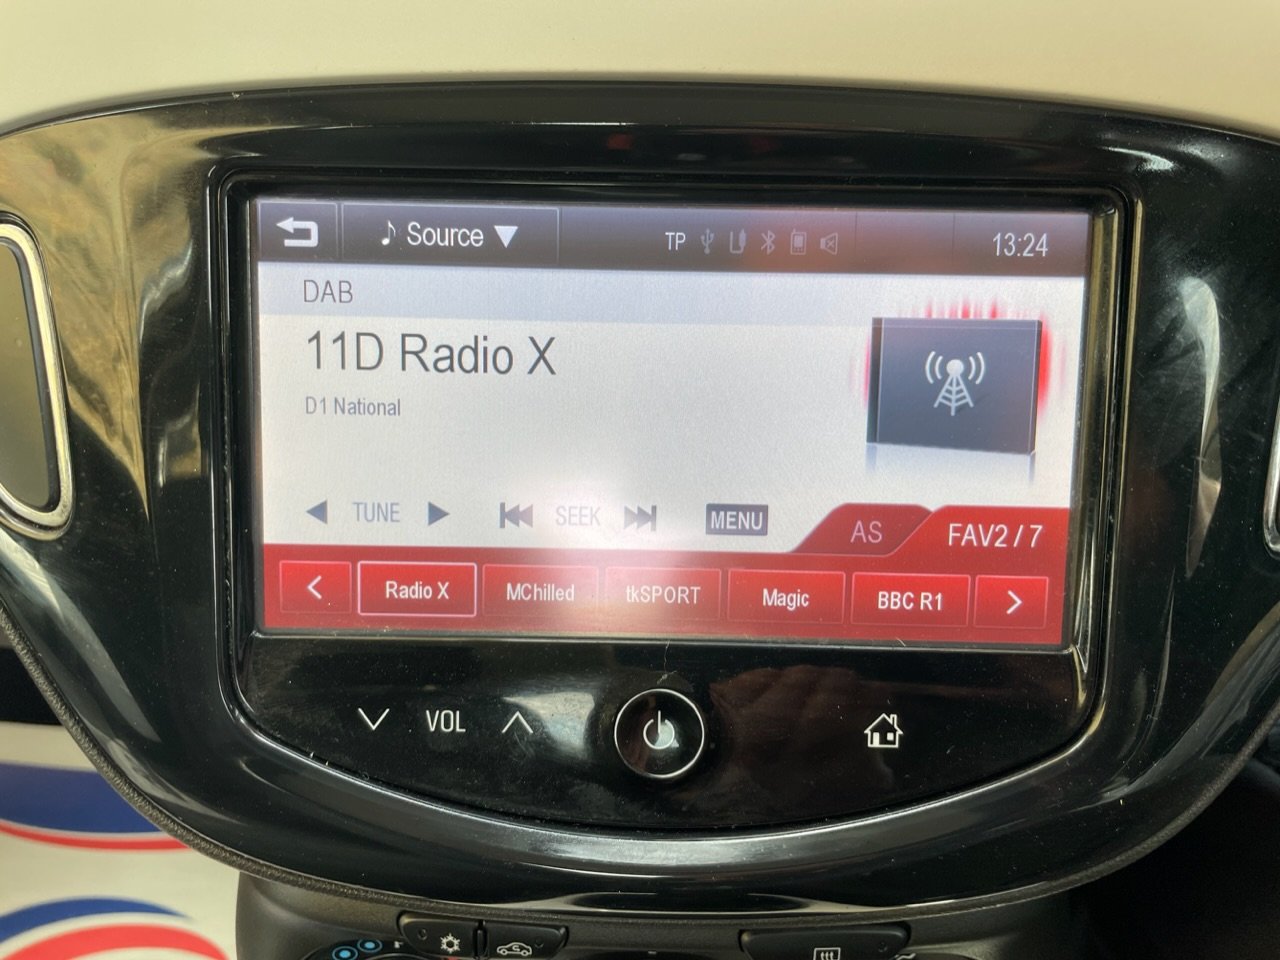 Source
TP
13:24
DAB
11D Radio X
D1 National
TUNE
SEEK
MENU
AS
FAV2 / 7
Radio X
MChilled
tkSPORT
Magic
BBC R1
VOL